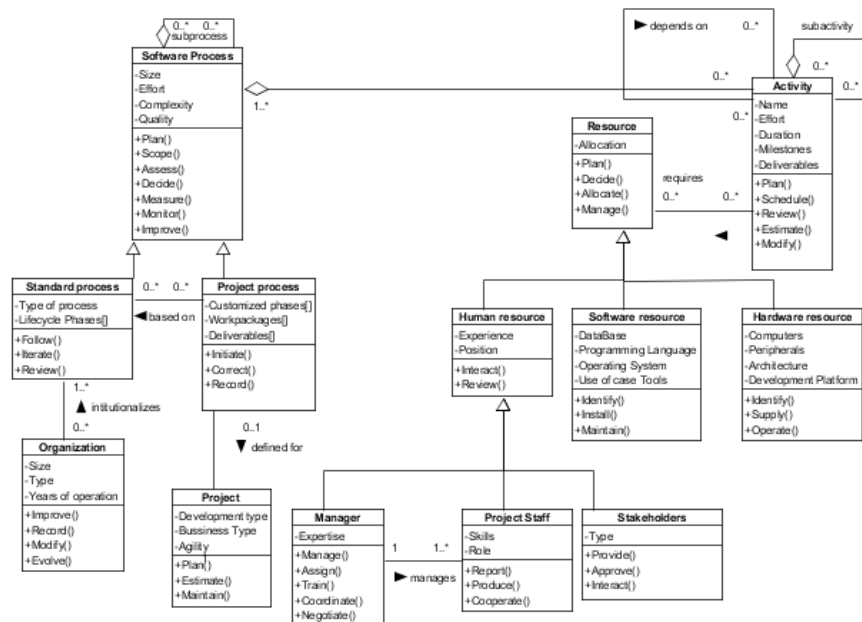 0..* 0..*
subprocess
Software Process
-Size
-Effort
-Complexity
-Quality
+Plan()
+Scope()
+Assess()
+Decide()
+Measure()
+Monitor()
+Improve()
1..*
0..*
depends on
0..*
0..*
subactivity
0..*
0..*
0..*
Activity
-Name
-Effort
-Duration
-Milestones
-Deliverables
+Plan()
+Schedule()
+Review()
+Estimate()
+Modify()
Resource
-Allocation
+Plan()
+Decide()
+Allocate()
+Manage()
requires
0..* 0..*
Standard process
-Type of process
-Lifecycle Phases[]
+Follow()
+Iterate()
+Review()
0..* 0..*
based on
Project process
-Customized phases[]
-Workpackages[]
-Deliverables[]
+Initiate()
+Correct()
+Record()
Human resource
-Experience
-Position
+Interact()
+Review()
Software resource
-DataBase
-Programming Language
-Operating System
-Use of case Tools
+Identify()
+Install()
+Maintain()
Hardware resource
-Computers
-Peripherals
-Architecture
-Development Platform
+Identify()
+Supply()
+Operate()
1..*
intitutionalizes
0..*
0..1
defined for
Organization
-Size
-Type
-Years of operation
+Improve()
+Record()
+Modify()
+Evolve()
Project
-Development type
-Bussiness Type
-Agility
+Plan()
+Estimate()
+Maintain()
Manager
-Expertise
+Manage()
+Assign()
+Train()
+Coordinate()
+Negotiate()
1 1..*
manages
Project Staff
-Skills
-Role
+Report()
+Produce()
+Cooperate()
Stakeholders
-Type
+Provide()
+Approve()
+Interact()